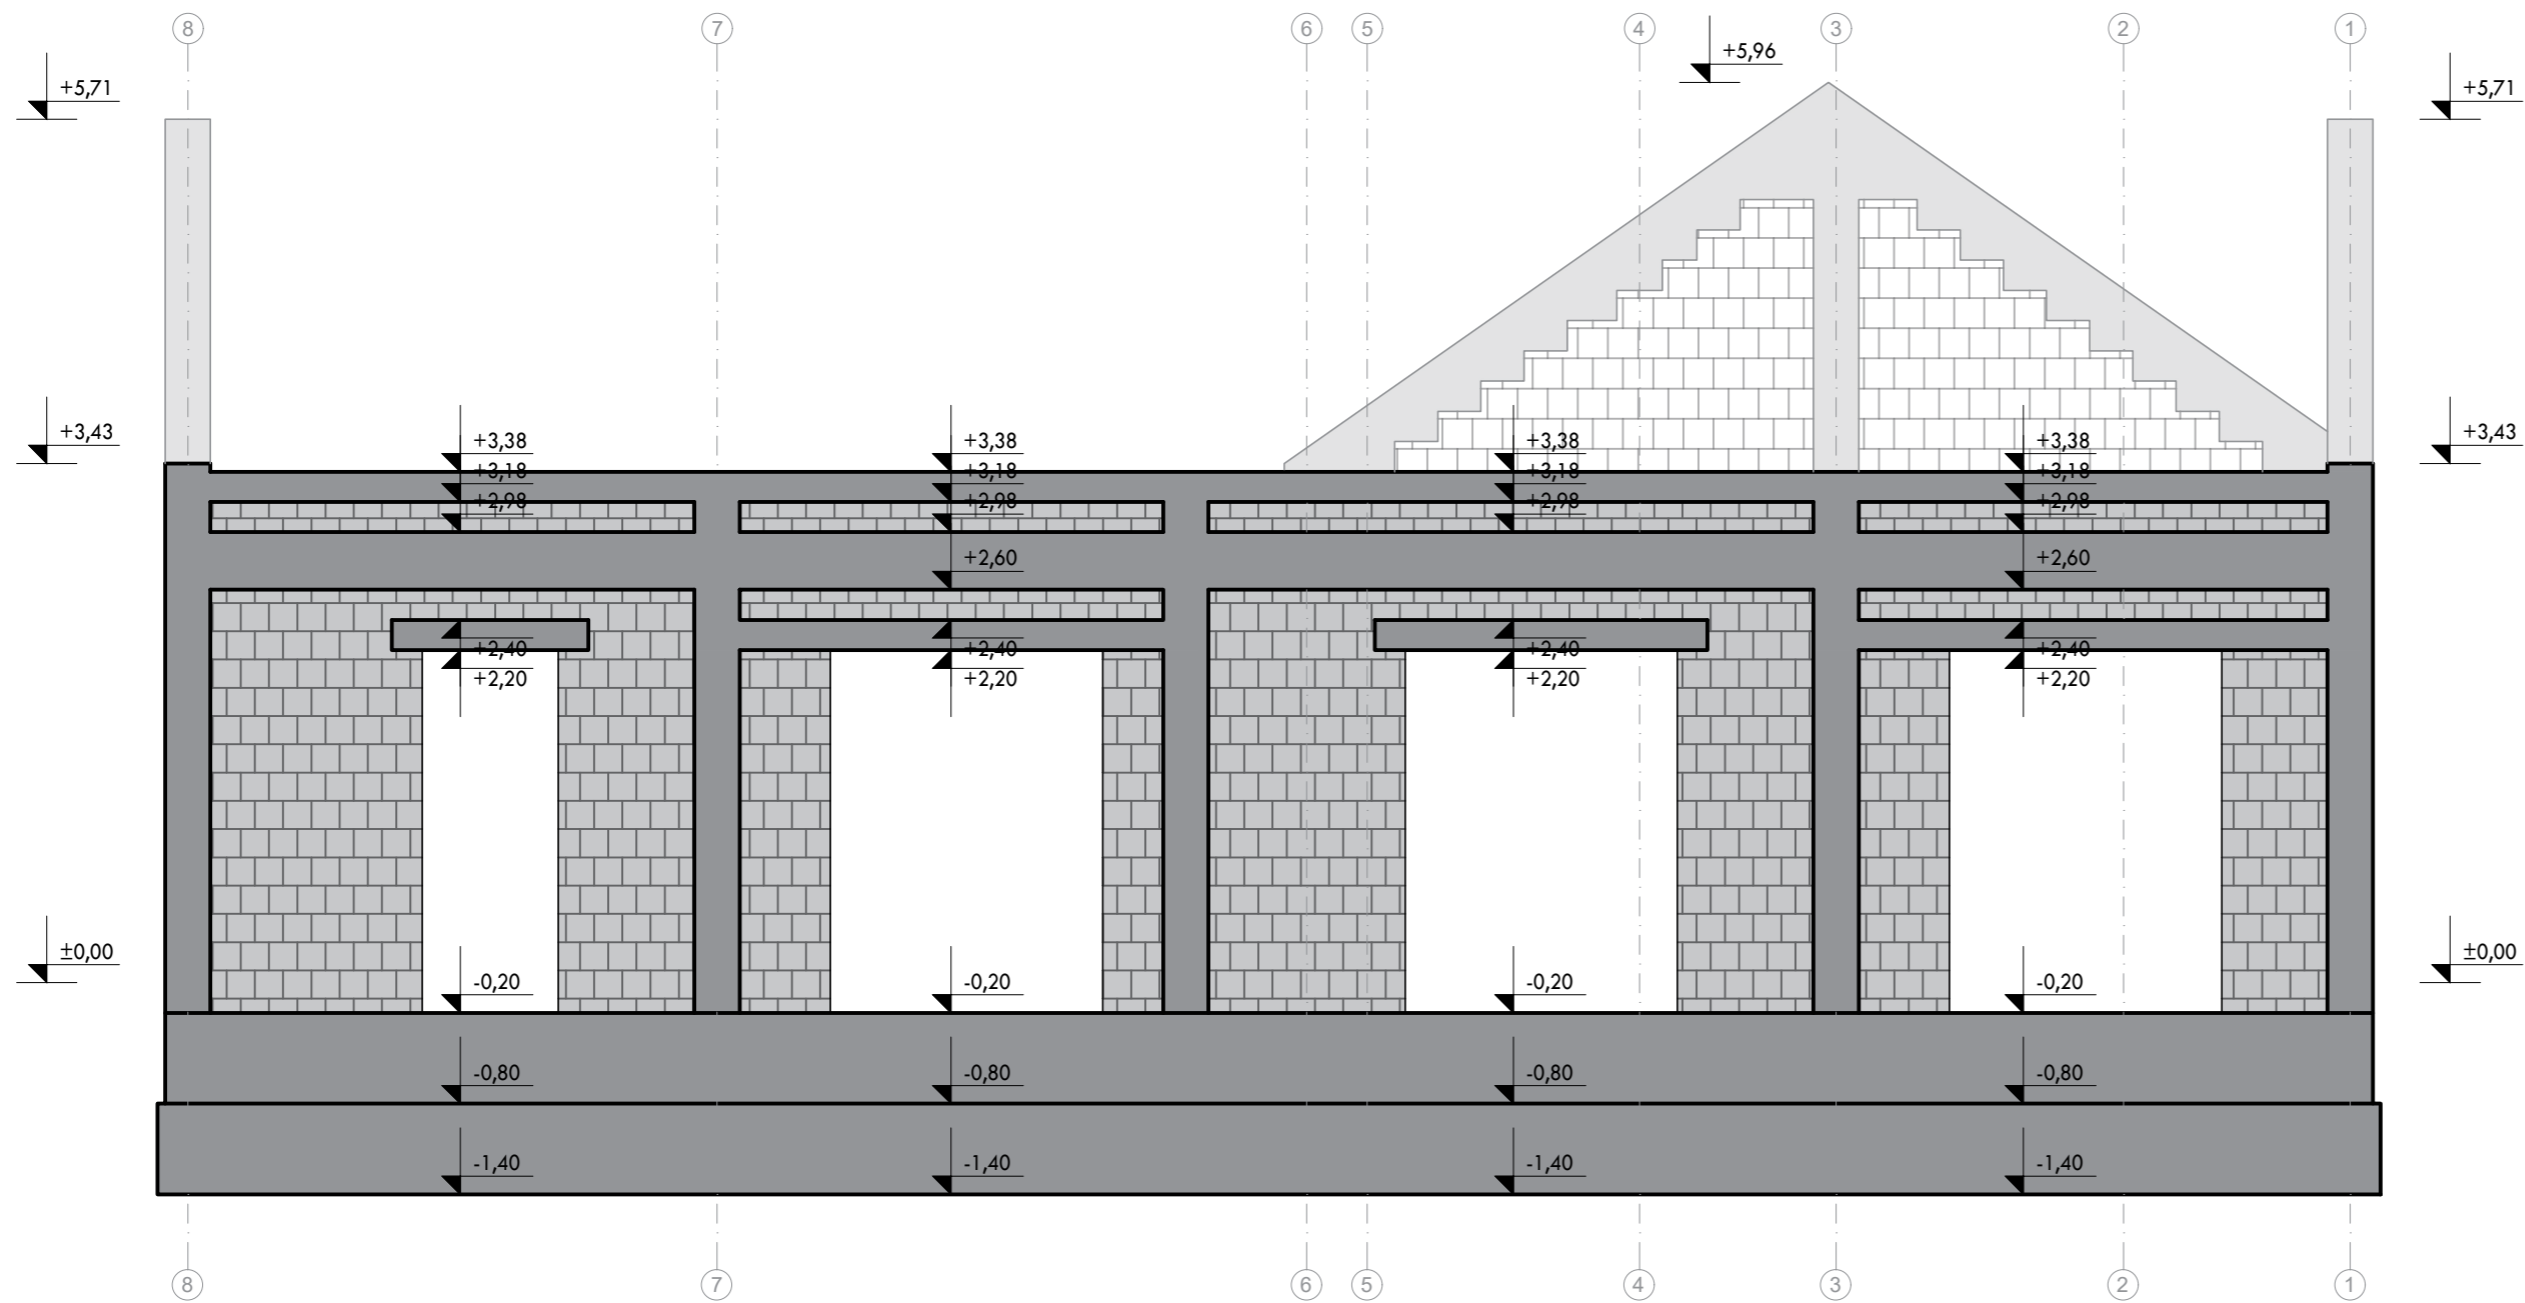 8 7 6 5 4 3 2 1
+5,96
+5,71 +5,71
+3,43 +3,38 +3,38 +3,38 +3,38 +3,43
+3,18 +3,18 +3,18 +3,18
+2,98 +2,98 +2,98 +2,98
+2,60 +2,60
+2,40 +2,40 +2,40 +2,40
+2,20 +2,20 +2,20 +2,20
±0,00 ±0,00
-0,20 -0,20 -0,20 -0,20
-0,80 -0,80 -0,80 -0,80
-1,40 -1,40 -1,40 -1,40
8 7 6 5 4 3 2 1